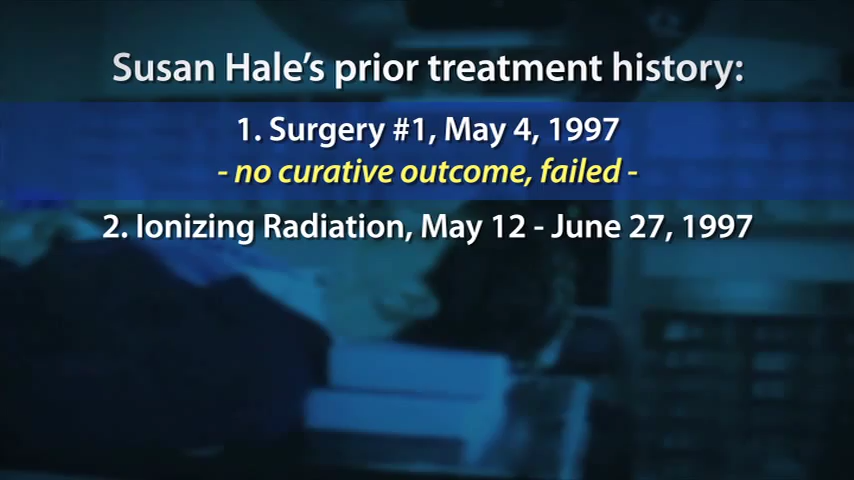 Susan Hale’s prior treatment history:
1. Surgery #1, May 4, 1997
- no curative outcome, failed -
2. Ionizing Radiation, May 12 - June 27, 1997